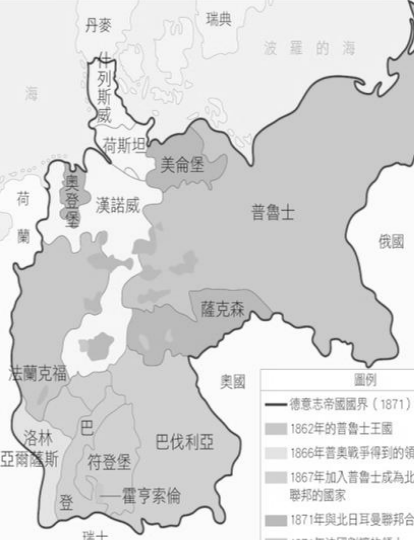 丹麥
瑞典
波羅的海
海
什列斯威
荷斯坦
美倫堡
奧登堡
漢諾威
荷蘭
普魯士
俄國
薩克森
法蘭克福
奧國
洛林
亞爾薩斯
巴
登
符登堡
巴伐利亞
霍亨索倫
瑞士
圖例
德意志帝國國界（1871）
1862年的普魯士王國
1866年普奧戰爭得到的領
1867年加入普魯士成為北
聯邦的國家
1871年與北日耳曼聯邦合